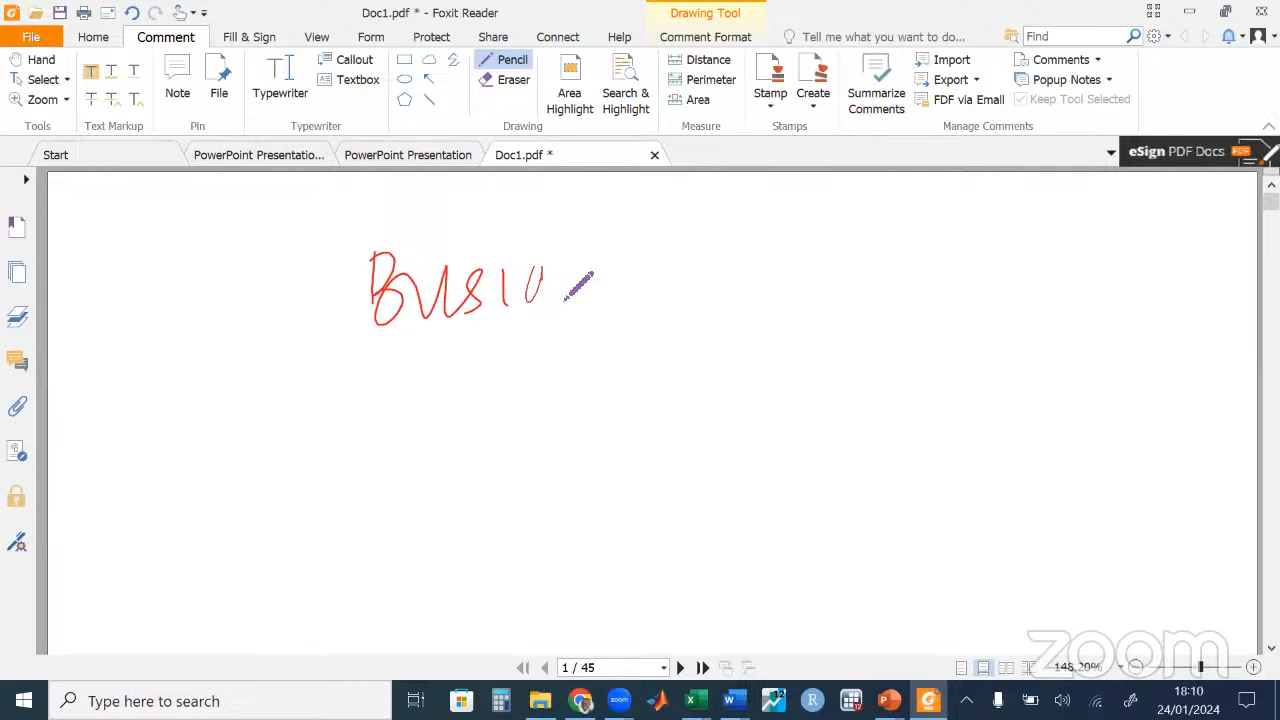 Doc1.pdf * - Foxit Reader
Drawing Tool
File Home Comment Fill & Sign View Form Protect Share Connect Help Comment Format Tell me what you want to do... Find
Hand
Select
Zoom
Tools
Text Markup
Note
File
Pin
Typewriter
Callout
Textbox
Typewriter
Pencil
Eraser
Area Highlight
Search & Highlight
Drawing
Distance
Perimeter
Area
Measure
Stamp
Create
Stamps
Summarize Comments
Import
Export
FDF via Email
Comments
Popup Notes
Keep Tool Selected
Manage Comments
Start PowerPoint Presentatio... PowerPoint Presentation Doc1.pdf * eSign PDF Docs
zoom
1 / 45 148.20%
Type here to search 18:10
24/01/2024